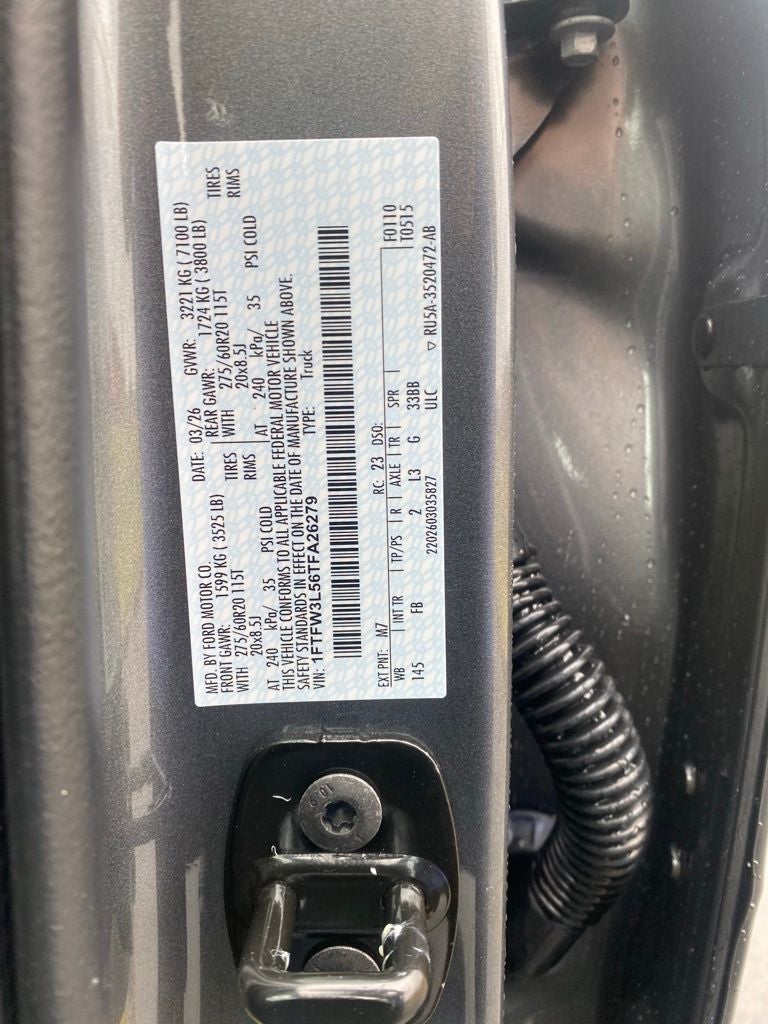 MFD. BY FORD MOTOR CO.
DATE: 03/26 GVWR: 3221 KG ( 7100 LB)
FRONT GAWR: 1599 KG ( 3525 LB)
REAR GAWR: 1724 KG ( 3800 LB)
WITH 275/60R20 115T TIRES
WITH 275/60R20 115T TIRES
20x8.5J RIMS
20x8.5J RIMS
AT 240 kPa/ 35 PSI COLD
AT 240 kPa/ 35 PSI COLD
THIS VEHICLE CONFORMS TO ALL APPLICABLE FEDERAL MOTOR VEHICLE
SAFETY STANDARDS IN EFFECT ON THE DATE OF MANUFACTURE SHOWN ABOVE.
VIN: 1FTFW3L56TFA26279 TYPE: Truck
EXT PNT: M7 RC: 23 DSO: F0110
WB INT TR TP/PS R AXLE TR SPR T0515
145 FB 2 L3 G 33BB
2202603035827 ULC ▽ RU5A-3520472-AB
10.9